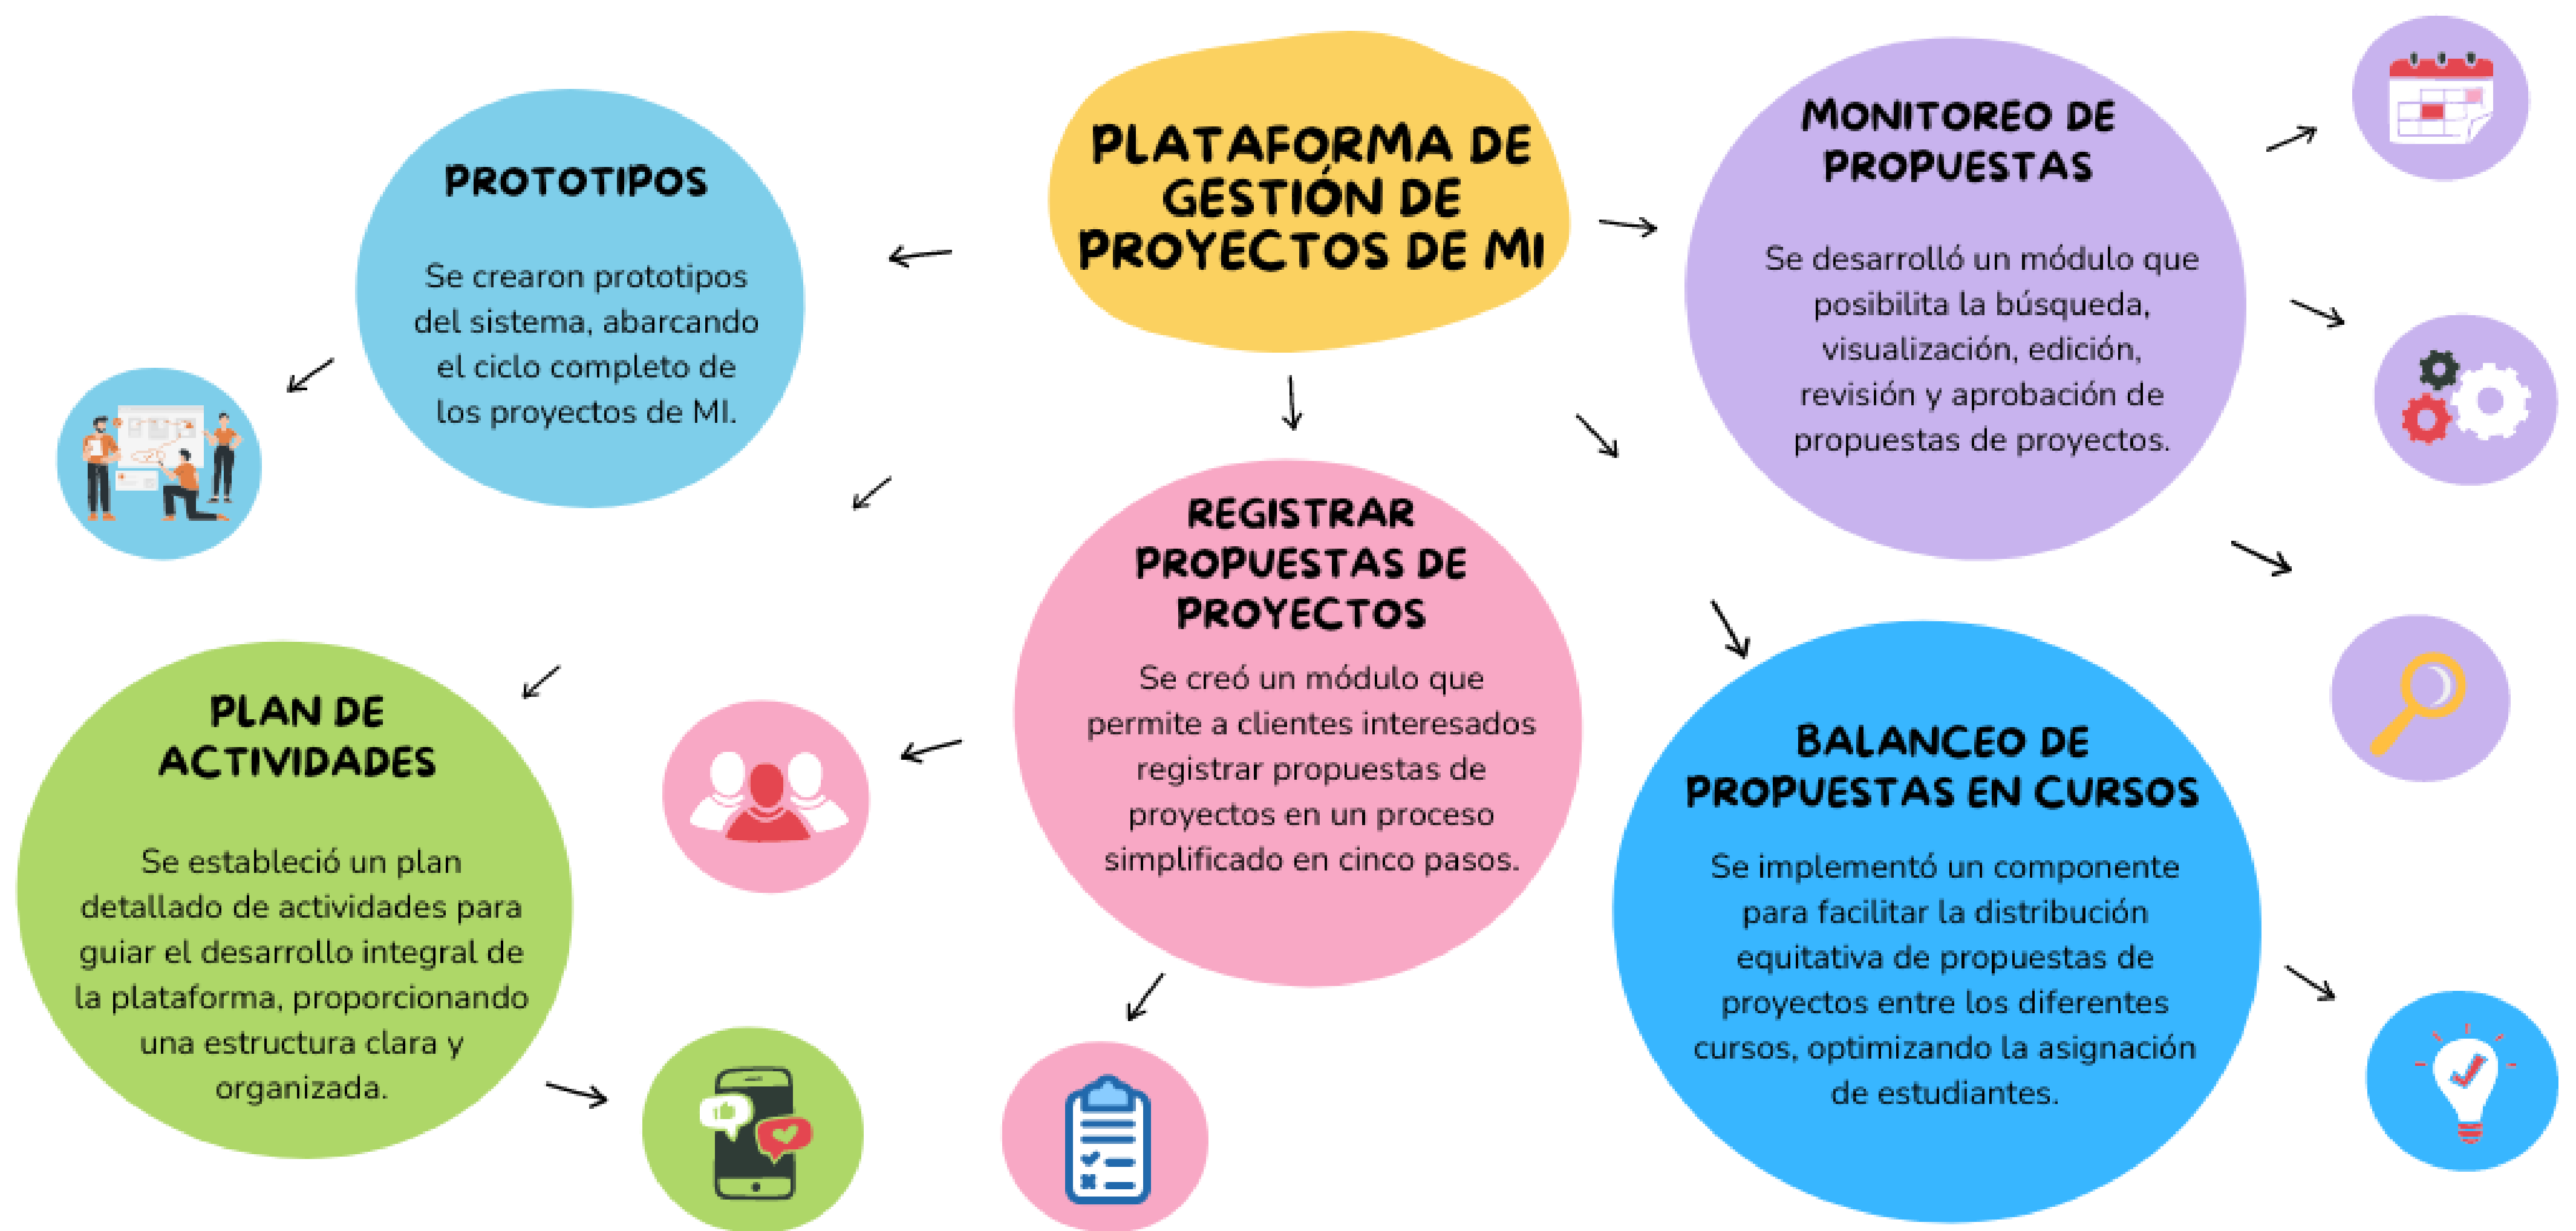 PLATAFORMA DE
GESTIÓN DE
PROYECTOS DE MI
PROTOTIPOS
Se crearon prototipos
del sistema, abarcando
el ciclo completo de
los proyectos de MI.
MONITOREO DE
PROPUESTAS
Se desarrolló un módulo que
posibilita la búsqueda,
visualización, edición,
revisión y aprobación de
propuestas de proyectos.
REGISTRAR
PROPUESTAS DE
PROYECTOS
Se creó un módulo que
permite a clientes interesados
registrar propuestas de
proyectos en un proceso
simplificado en cinco pasos.
PLAN DE
ACTIVIDADES
Se estableció un plan
detallado de actividades para
guiar el desarrollo integral de
la plataforma, proporcionando
una estructura clara y
organizada.
BALANCEO DE
PROPUESTAS EN CURSOS
Se implementó un componente
para facilitar la distribución
equitativa de propuestas de
proyectos entre los diferentes
cursos, optimizando la asignación
de estudiantes.